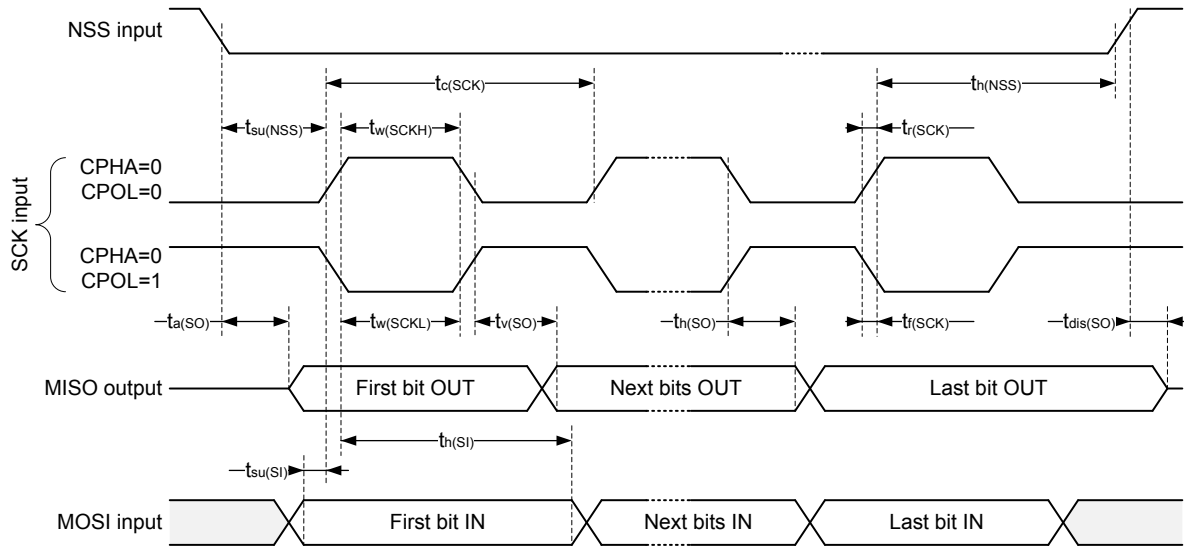 NSS input
tc(SCK)
th(NSS)
tsu(NSS)
tw(SCKH)
tr(SCK)
SCK input
CPHA=0
CPOL=0
CPHA=0
CPOL=1
ta(SO)
tw(SCKL)
tv(SO)
th(SO)
tf(SCK)
tdis(SO)
MISO output
First bit OUT
Next bits OUT
Last bit OUT
th(SI)
tsu(SI)
MOSI input
First bit IN
Next bits IN
Last bit IN